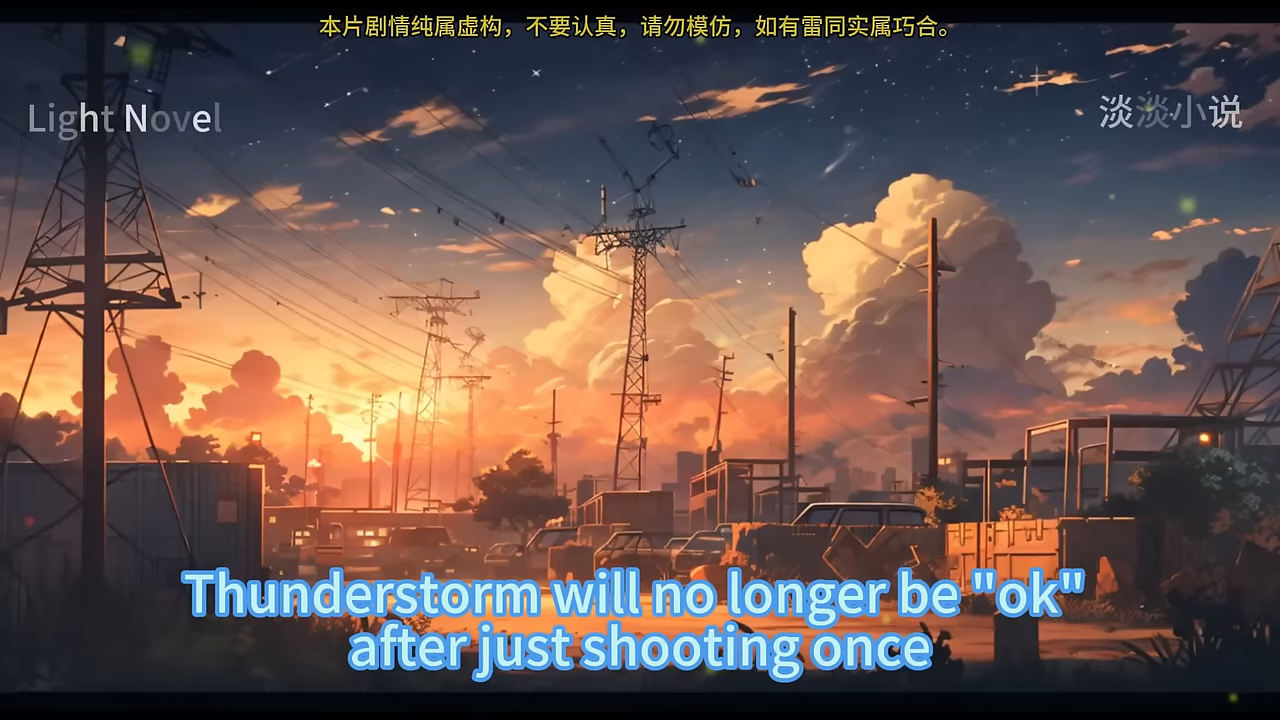 本片剧情纯属虚构，不要认真，请勿模仿，如有雷同实属巧合。
Light Novel
淡淡小说
Thunderstorm will no longer be "ok"
after just shooting once